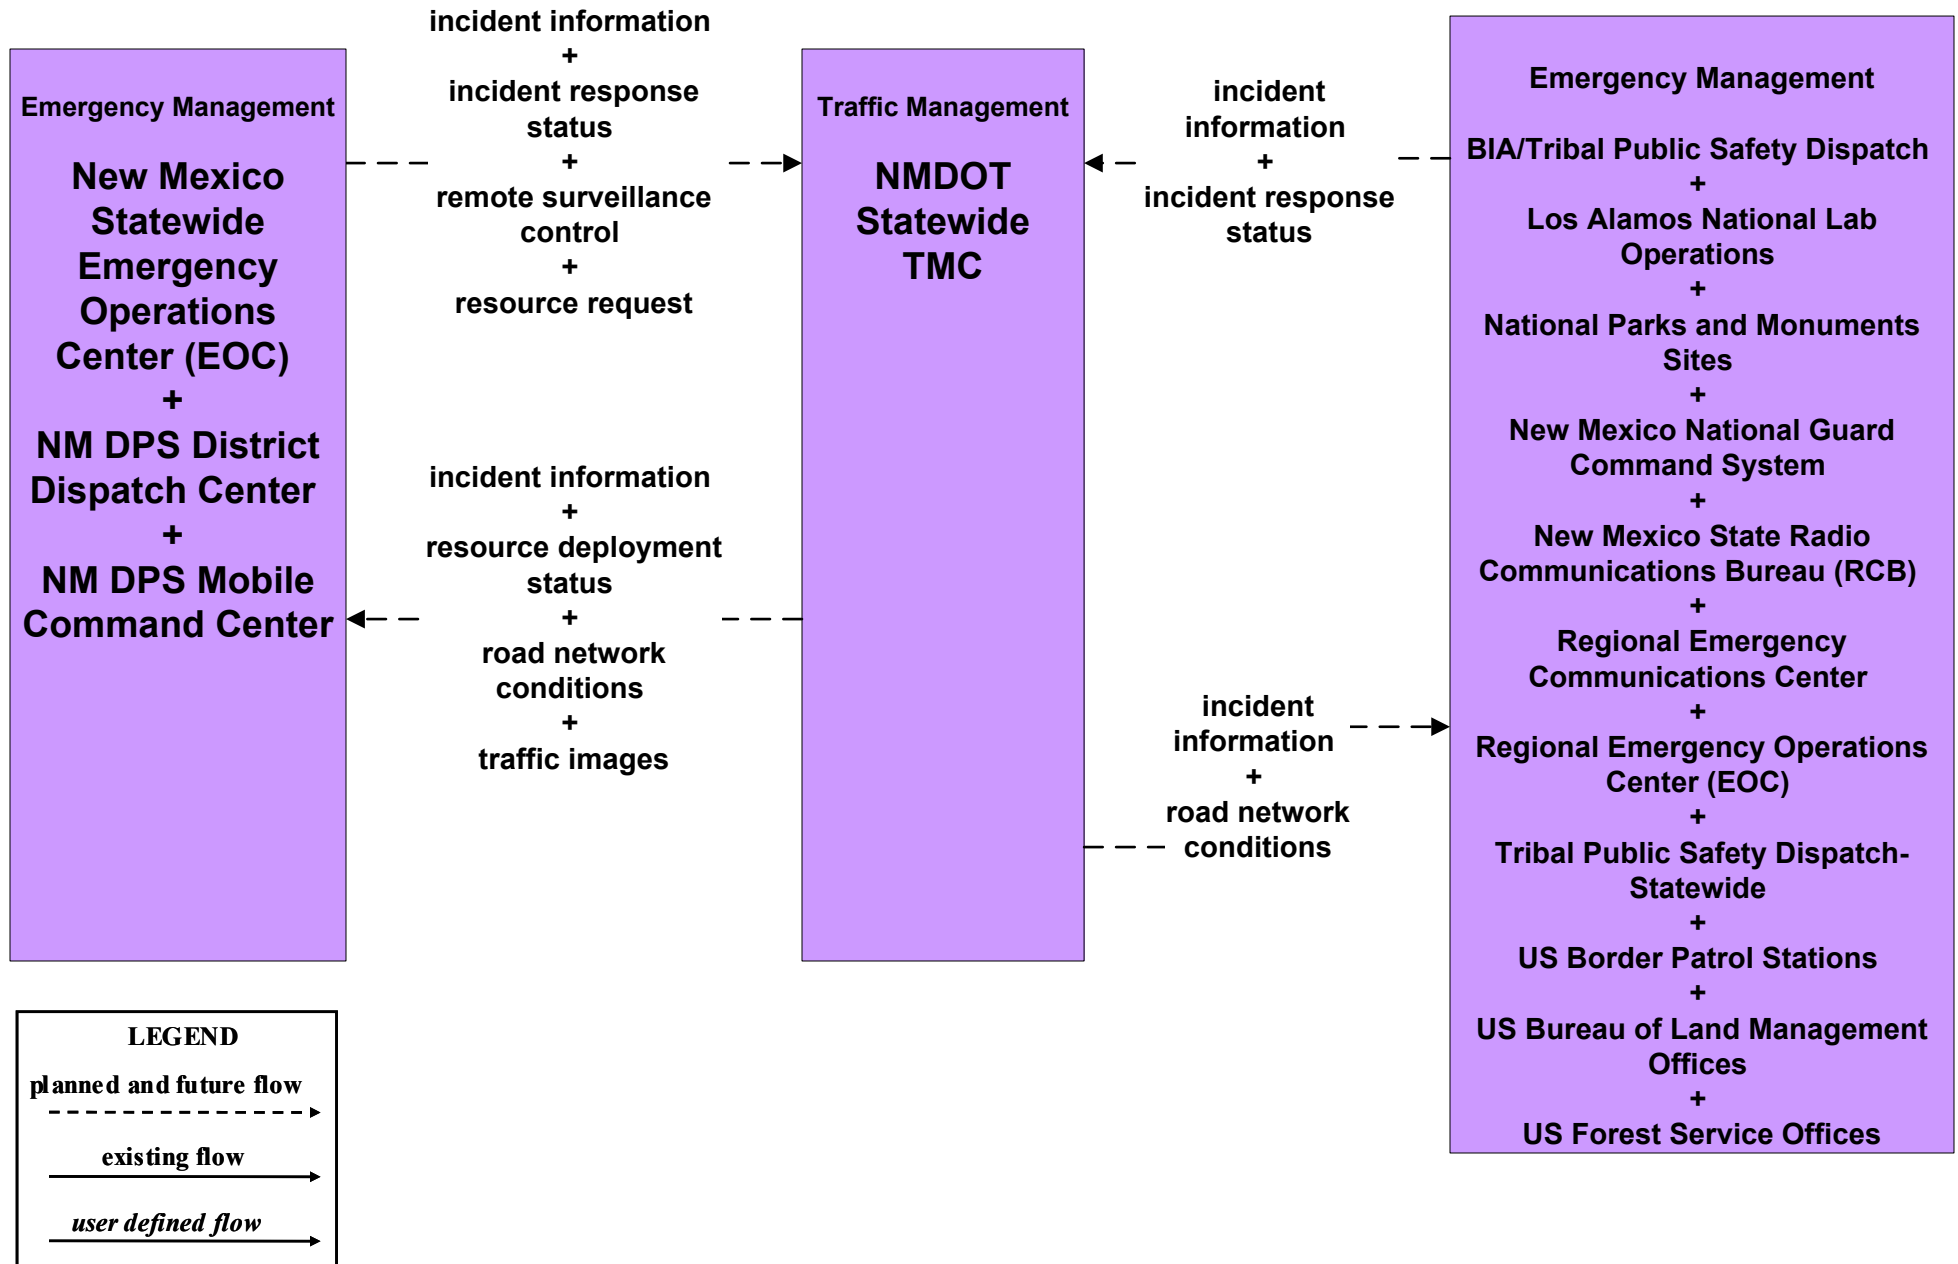 Emergency Management
New Mexico
Statewide
Emergency
Operations
Center (EOC)
+
NM DPS District
Dispatch Center
+
NM DPS Mobile
Command Center
incident information
+
incident response
status
+
remote surveillance
control
+
resource request
incident information
+
resource deployment
status
+
road network
conditions
+
traffic images
Traffic Management
NMDOT
Statewide
TMC
incident
information
+
incident response
status
incident
information
+
road network
conditions
Emergency Management
BIA/Tribal Public Safety Dispatch
+
Los Alamos National Lab
Operations
+
National Parks and Monuments
Sites
+
New Mexico National Guard
Command System
+
New Mexico State Radio
Communications Bureau (RCB)
+
Regional Emergency
Communications Center
+
Regional Emergency Operations
Center (EOC)
+
Tribal Public Safety Dispatch-
Statewide
+
US Border Patrol Stations
+
US Bureau of Land Management
Offices
+
US Forest Service Offices
LEGEND
planned and future flow
existing flow
user defined flow